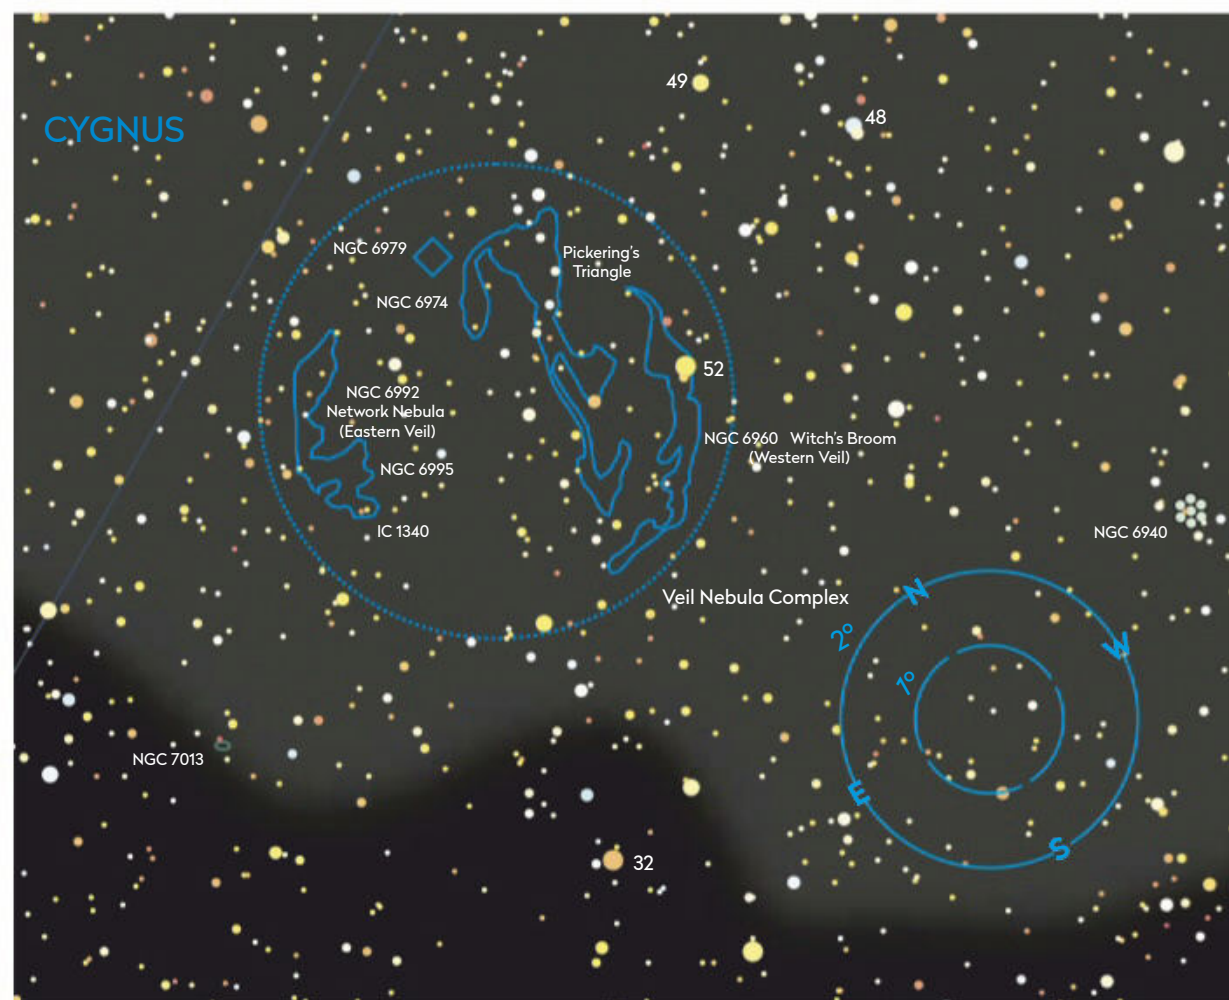 49
48
CYGNUS
NGC 6979
Pickering's
Triangle
NGC 6974
52
NGC 6992
Network Nebula
(Eastern Veil)
NGC 6960 Witch's Broom
(Western Veil)
NGC 6995
IC 1340
NGC 6940
Veil Nebula Complex
N
2°
W
1°
NGC 7013
E
S
32